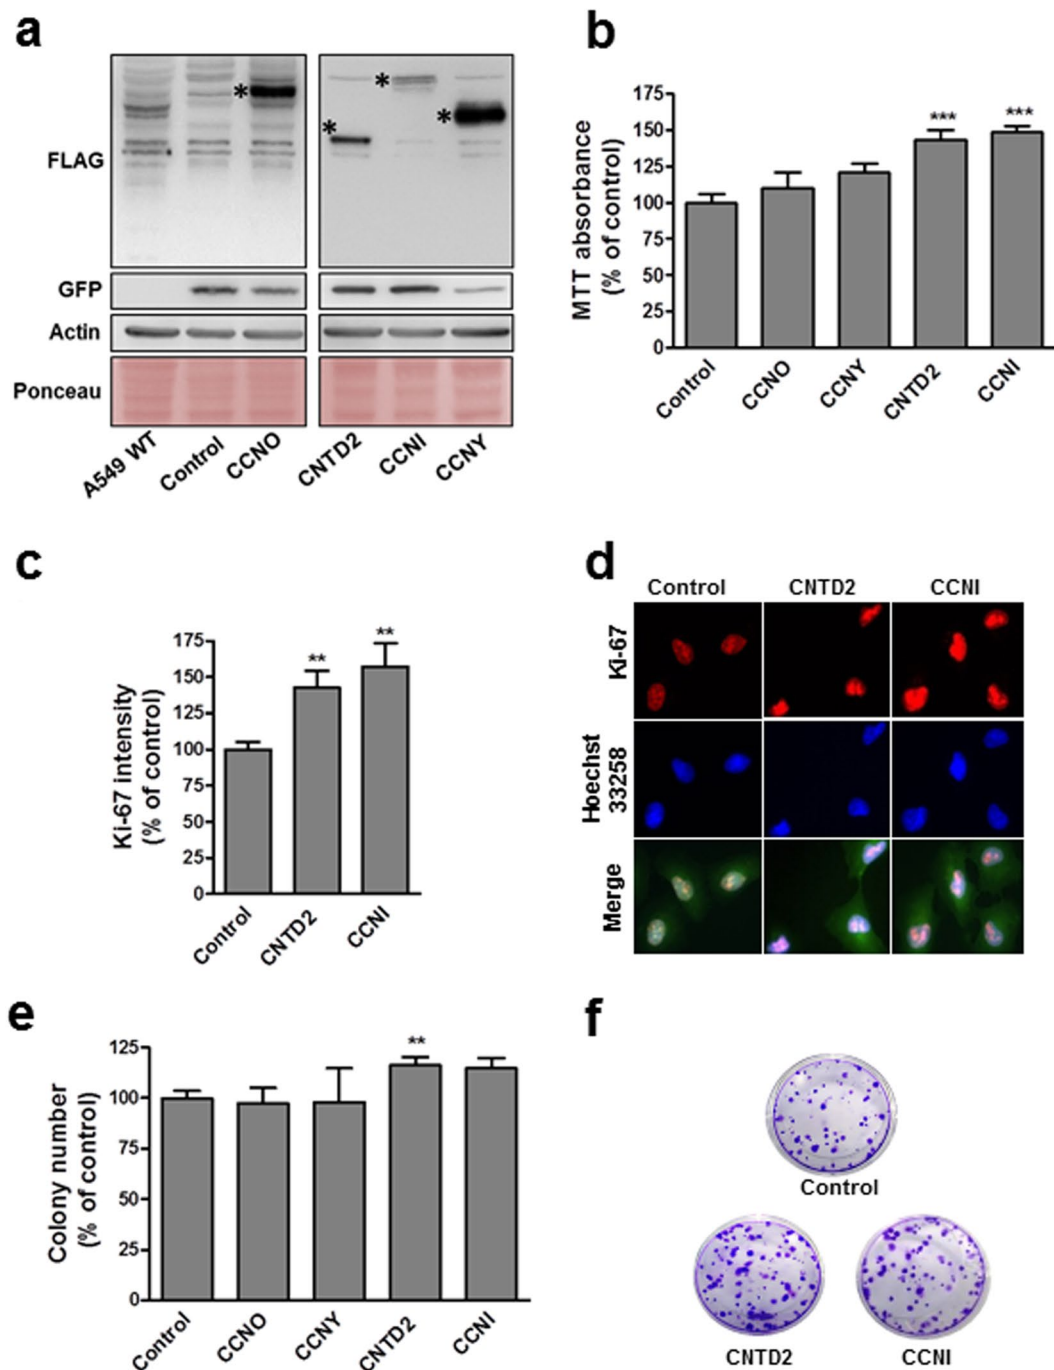 a
FLAG
*
*
*
*
GFP
Actin
Ponceau
A549 WT
Control
CCNO
CNTD2
CCNI
CCNY
b
MTT absorbance
(% of control)
175
150
125
100
75
50
25
0
***
***
Control
CCNO
CCNY
CNTD2
CCNI
c
Ki-67 intensity
(% of control)
175
150
125
100
75
50
25
0
**
**
Control
CNTD2
CCNI
d
Control CNTD2 CCNI
Ki-67
Hoechst
33258
Merge
e
Colony number
(% of control)
125
100
75
50
25
0
**
Control
CCNO
CCNY
CNTD2
CCNI
f
Control
CNTD2 CCNI